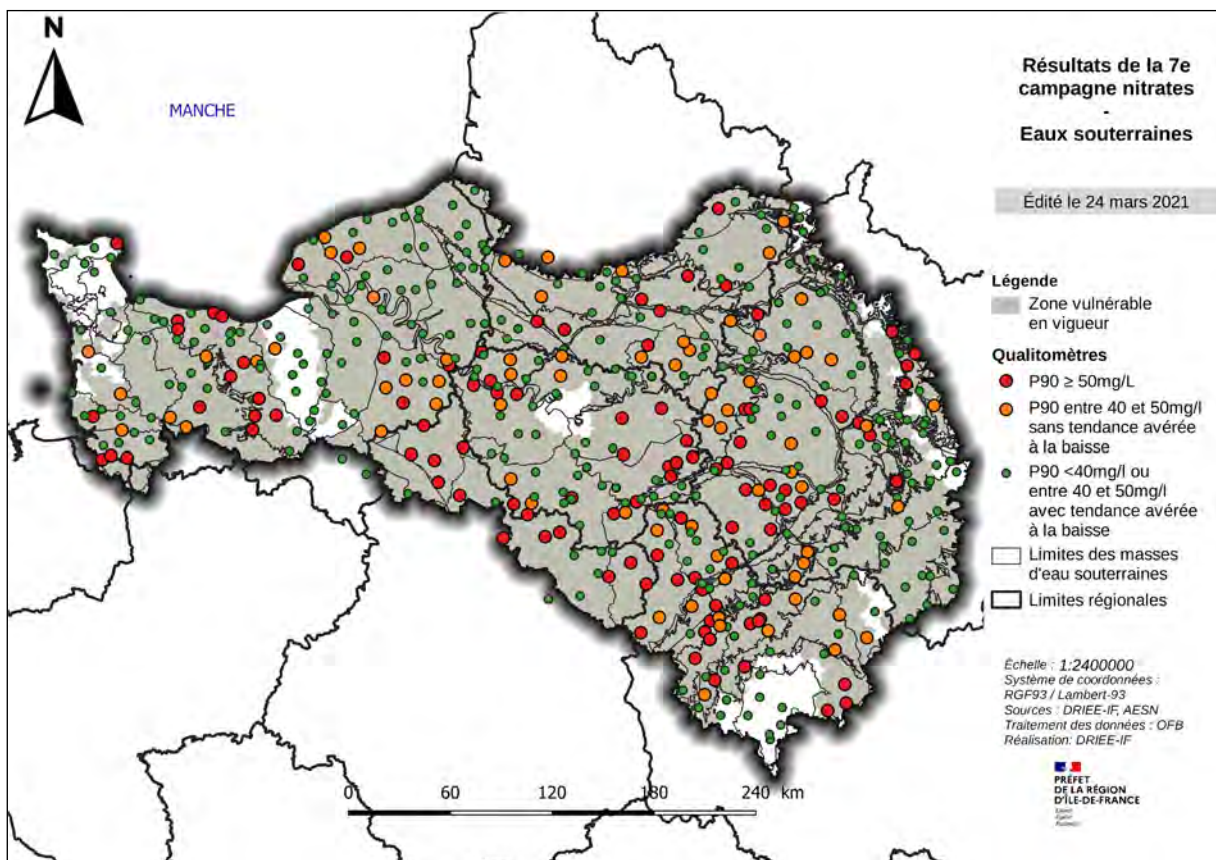 N
MANCHE
Résultats de la 7e
campagne nitrates
-
Eaux souterraines
Édité le 24 mars 2021
Légende
Zone vulnérable
en vigueur
Qualitomètres
P90 ≥ 50mg/L
P90 entre 40 et 50mg/l
sans tendance avérée
à la baisse
P90 <40mg/l ou
entre 40 et 50mg/l
avec tendance avérée
à la baisse
Limites des masses
d'eau souterraines
Limites régionales
Échelle : 1:2400000
Système de coordonnées :
RGF93 / Lambert-93
Sources : DRIEE-IF, AESN
Traitement des données : OFB
Réalisation: DRIEE-IF
PRÉFET
DE LA RÉGION
D'ÎLE-DE-FRANCE
0 60 120 180 240 km